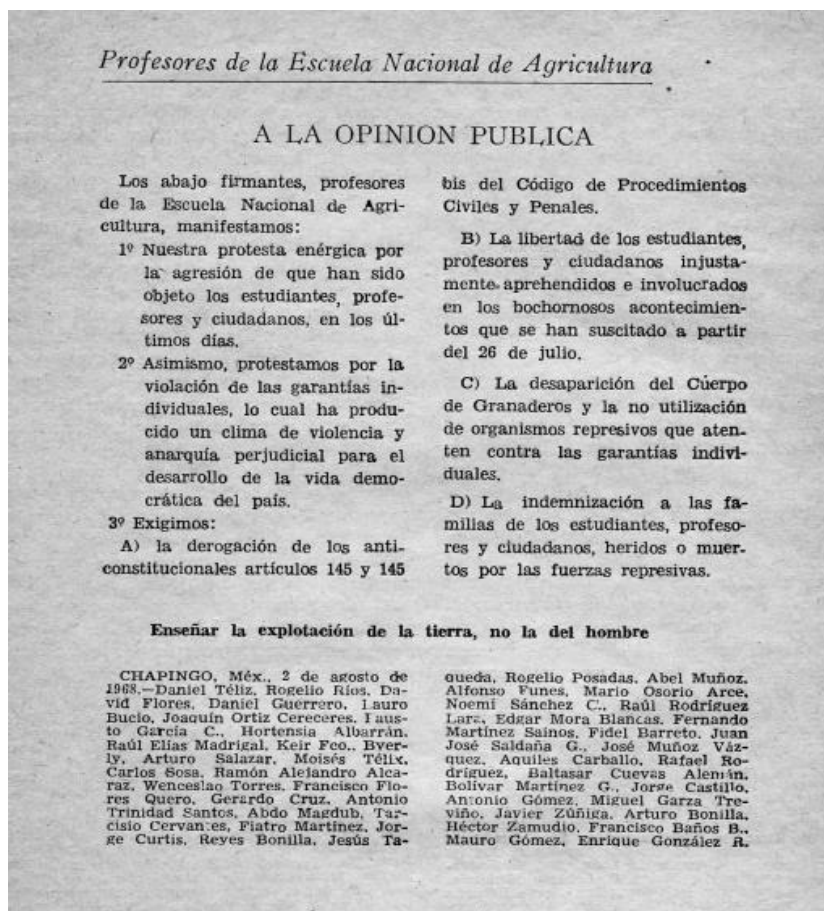 Profesores de la Escuela Nacional de Agricultura
A LA OPINION PUBLICA
Los abajo firmantes, profesores
de la Escuela Nacional de Agri-
cultura, manifestamos:
1º Nuestra protesta enérgica por
la agresión de que han sido
objeto los estudiantes, profe-
sores y ciudadanos, en los úl-
timos días.
2º Asimismo, protestamos por la
violación de las garantías in-
dividuales, lo cual ha produ-
cido un clima de violencia y
anarquía perjudicial para el
desarrollo de la vida demo-
crática del país.
3º Exigimos:
A) la derogación de los anti-
constitucionales artículos 145 y 145
bis del Código de Procedimientos
Civiles y Penales.
B) La libertad de los estudiantes,
profesores y ciudadanos injusta-
mente aprehendidos e involucrados
en los bochornosos acontecimien-
tos que se han suscitado a partir
del 26 de julio.
C) La desaparición del Cuerpo
de Granaderos y la no utilización
de organismos represivos que aten-
ten contra las garantías indivi-
duales.
D) La indemnización a las fa-
milias de los estudiantes, profeso-
res y ciudadanos, heridos o muer-
tos por las fuerzas represivas.
Enseñar la explotación de la tierra, no la del hombre
CHAPINGO, Méx., 2 de agosto de
1968.—Daniel Téliz, Rogelio Ríos, Da-
vid Flores, Daniel Guerrero, Lauro
Bucio, Joaquín Ortiz Cereceres, Faus-
to García C., Hortensia Albarrán,
Raúl Elías Madrigal, Keir Fco., Byer-
ly, Arturo Salazar, Moisés Télix,
Carlos Sosa, Ramón Alejandro Alca-
raz, Wenceslao Torres, Francisco Flo-
res Quero, Gerardo Cruz, Antonio
Trinidad Santos, Abdo Magdub, Tar-
cisio Cervantes, Fiatro Martínez, Jor-
ge Curtis, Reyes Bonilla, Jesús Ta-
queda, Rogelio Posadas, Abel Muñoz,
Alfonso Funes, Mario Osorio Arce,
Noemí Sánchez C., Raúl Rodríguez
Lara, Edgar Mora Blancas, Fernando
Martínez Sainos, Fidel Barreto, Juan
José Saldaña G., José Muñoz Váz-
quez, Aquiles Carballo, Rafael Ro-
dríguez, Baltasar Cuevas Alemán,
Bolívar Martínez G., Jorge Castillo,
Antonio Gómez, Miguel Garza Tre-
viño, Javier Zúñiga, Arturo Bonilla,
Héctor Zamudio, Francisco Baños B.,
Mauro Gómez, Enrique González R.